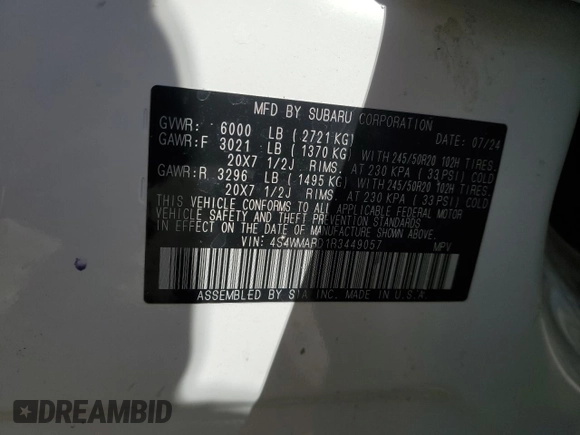 MFD BY SUBARU CORPORATION
GVWR: 6000 LB ( 2721 KG) DATE: 07/24
GAWR:F 3021 LB ( 1370 KG) WITH 245/50R20 102H TIRES,
20X7 1/2J RIMS, AT 230 KPA ( 33 PSI) COLD
GAWR:R 3296 LB ( 1495 KG) WITH 245/50R20 102H TIRES,
20X7 1/2J RIMS, AT 230 KPA ( 33 PSI) COLD
THIS VEHICLE CONFORMS TO ALL APPLICABLE FEDERAL MOTOR
VEHICLE SAFETY AND THEFT PREVENTION STANDARDS
IN EFFECT ON THE DATE OF MANUFACTURE SHOWN ABOVE.
VIN: 4S4WMARD1R3449057 MPV
ASSEMBLED BY SIA INC. MADE IN U.S.A
DREAMBID